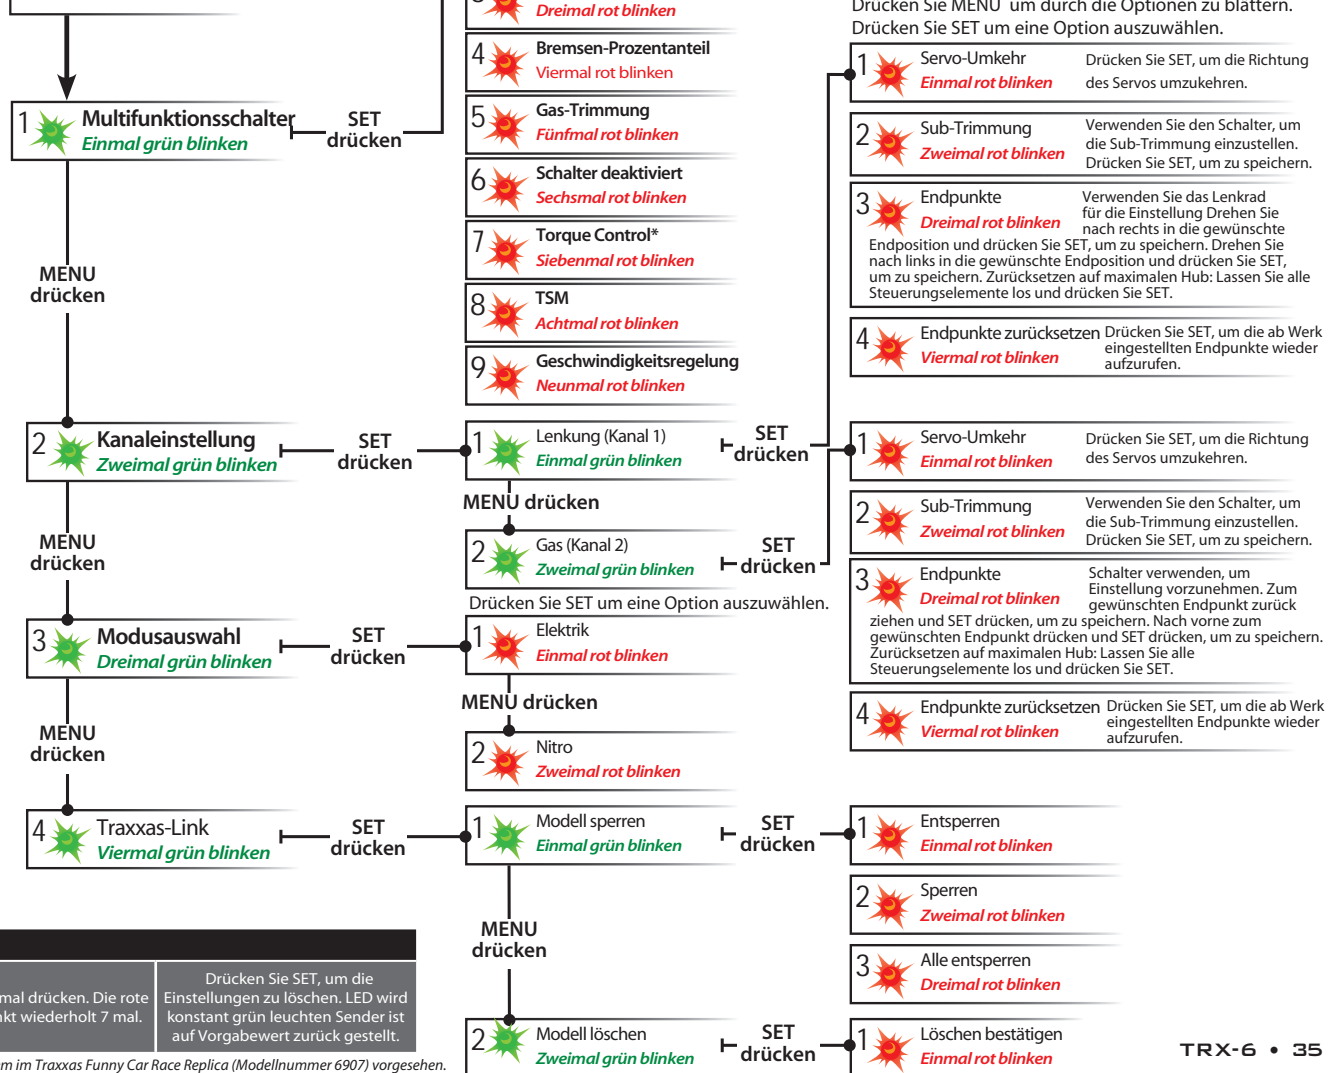 1
Multifunktionsschalter
Einmal grün blinken
SET
drücken
MENU
drücken
2
Kanaleinstellung
Zweimal grün blinken
SET
drücken
MENU
drücken
3
Modusauswahl
Dreimal grün blinken
SET
drücken
MENU
drücken
4
Traxxas-Link
Viermal grün blinken
SET
drücken
Dreimal rot blinken
4
Bremsen-Prozentanteil
Viermal rot blinken
5
Gas-Trimmung
Fünfmal rot blinken
6
Schalter deaktiviert
Sechsmal rot blinken
7
Torque Control*
Siebenmal rot blinken
8
TSM
Achtmal rot blinken
9
Geschwindigkeitsregelung
Neunmal rot blinken
1
Lenkung (Kanal 1)
Einmal grün blinken
SET
drücken
MENU drücken
2
Gas (Kanal 2)
Zweimal grün blinken
SET
drücken
Drücken Sie SET um eine Option auszuwählen.
1
Elektrik
Einmal rot blinken
MENU drücken
2
Nitro
Zweimal rot blinken
1
Modell sperren
Einmal grün blinken
SET
drücken
MENU
drücken
2
Modell löschen
Zweimal grün blinken
SET
drücken
Drücken Sie MENU um durch die Optionen zu blättern.
Drücken Sie SET um eine Option auszuwählen.
1
Servo-Umkehr
Einmal rot blinken
Drücken Sie SET, um die Richtung
des Servos umzukehren.
2
Sub-Trimmung
Zweimal rot blinken
Verwenden Sie den Schalter, um
die Sub-Trimmung einzustellen.
Drücken Sie SET, um zu speichern.
3
Endpunkte
Dreimal rot blinken
Verwenden Sie das Lenkrad
für die Einstellung Drehen Sie
nach rechts in die gewünschte
Endposition und drücken Sie SET, um zu speichern. Drehen Sie
nach links in die gewünschte Endposition und drücken Sie SET,
um zu speichern. Zurücksetzen auf maximalen Hub: Lassen Sie alle
Steuerungselemente los und drücken Sie SET.
4
Endpunkte zurücksetzen
Viermal rot blinken
Drücken Sie SET, um die ab Werk
eingestellten Endpunkte wieder
aufzurufen.
1
Servo-Umkehr
Einmal rot blinken
Drücken Sie SET, um die Richtung
des Servos umzukehren.
2
Sub-Trimmung
Zweimal rot blinken
Verwenden Sie den Schalter, um
die Sub-Trimmung einzustellen.
Drücken Sie SET, um zu speichern.
3
Endpunkte
Dreimal rot blinken
Schalter verwenden, um
Einstellung vorzunehmen. Zum
gewünschten Endpunkt zurück
ziehen und SET drücken, um zu speichern. Nach vorne zum
gewünschten Endpunkt drücken und SET drücken, um zu speichern.
Zurücksetzen auf maximalen Hub: Lassen Sie alle
Steuerungselemente los und drücken Sie SET.
4
Endpunkte zurücksetzen
Viermal rot blinken
Drücken Sie SET, um die ab Werk
eingestellten Endpunkte wieder
aufzurufen.
1
Entsperren
Einmal rot blinken
2
Sperren
Zweimal rot blinken
3
Alle entsperren
Dreimal rot blinken
1
Löschen bestätigen
Einmal rot blinken
mal drücken. Die rote
wiederholt 7 mal.
Drücken Sie SET, um die
Einstellungen zu löschen. LED wird
konstant grün leuchten Sender ist
auf Vorgabewert zurück gestellt.
im Traxxas Funny Car Race Replica (Modellnummer 6907) vorgesehen.
TRX-6 • 35